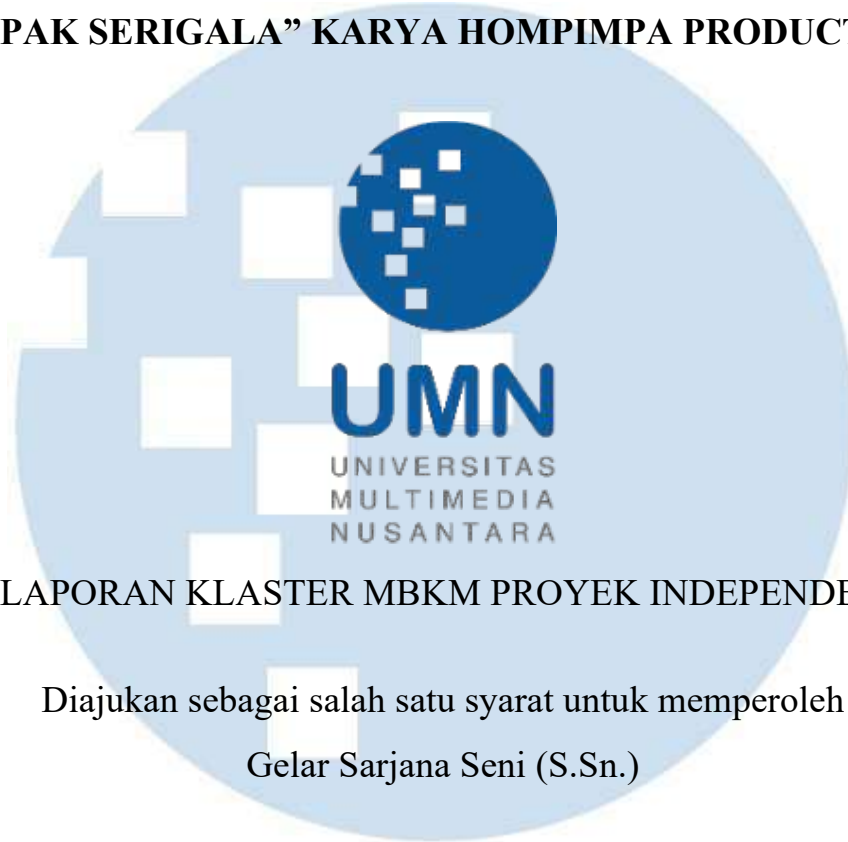 PAK SERIGALA” KARYA HOMPIMPA PRODUCT
UMN
UNIVERSITAS
MULTIMEDIA
NUSANTARA
LAPORAN KLASTER MBKM PROYEK INDEPENDE
Diajukan sebagai salah satu syarat untuk memperoleh
Gelar Sarjana Seni (S.Sn.)